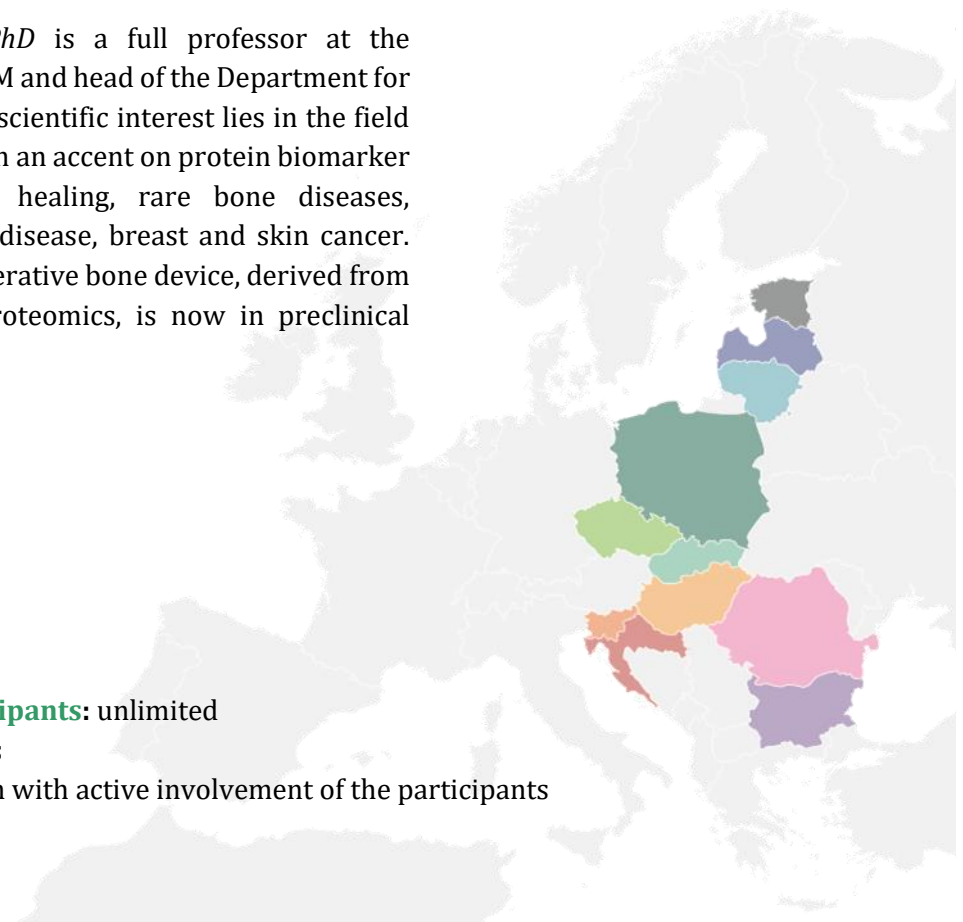 PhD is a full professor at the
M and head of the Department for
scientific interest lies in the field
an accent on protein biomarker
healing, rare bone diseases,
disease, breast and skin cancer.
erative bone device, derived from
roteomics, is now in preclinical
ipants: unlimited
with active involvement of the participants